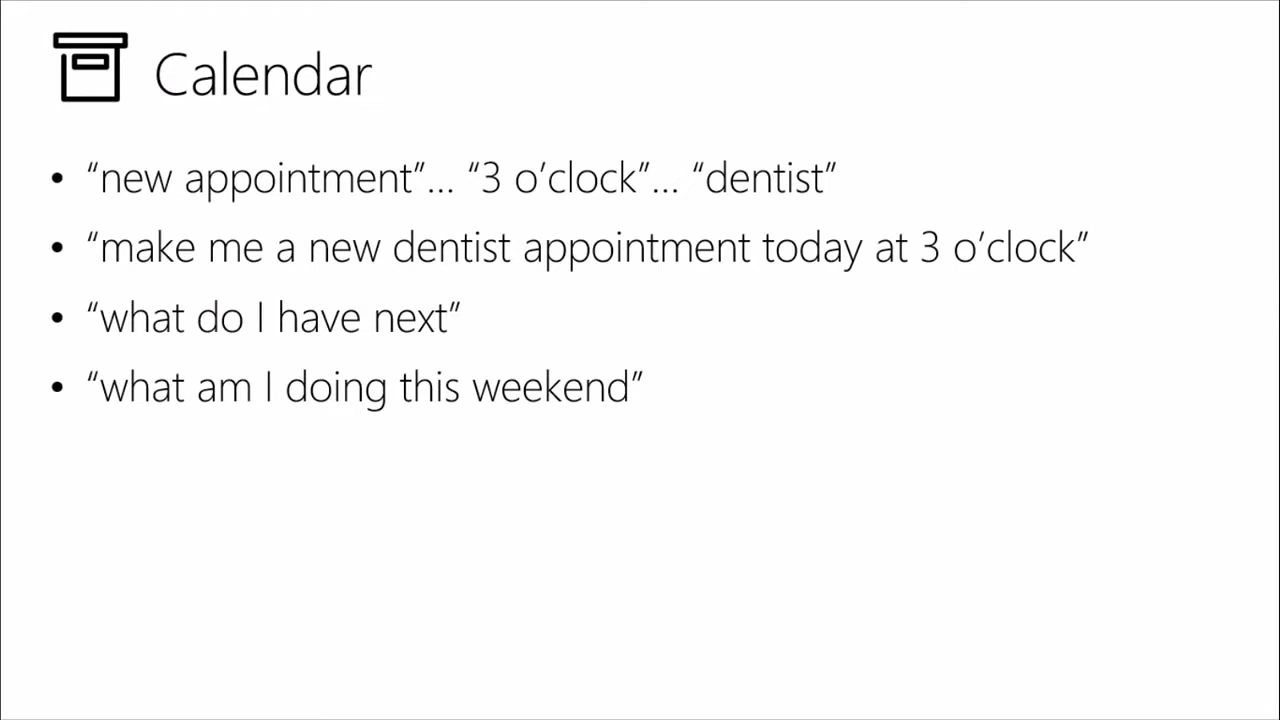 Calendar
• “new appointment”... “3 o’clock”... “dentist”
• “make me a new dentist appointment today at 3 o’clock”
• “what do I have next”
• “what am I doing this weekend”